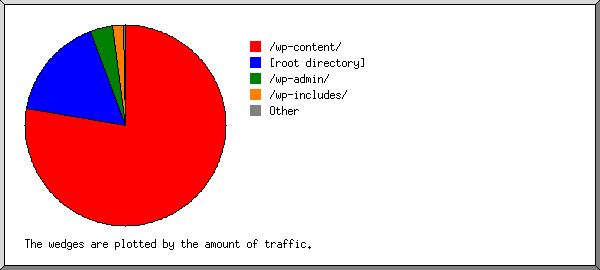 /wp-content/
[root directory]
/wp-admin/
/wp-includes/
Other
The wedges are plotted by the amount of traffic.